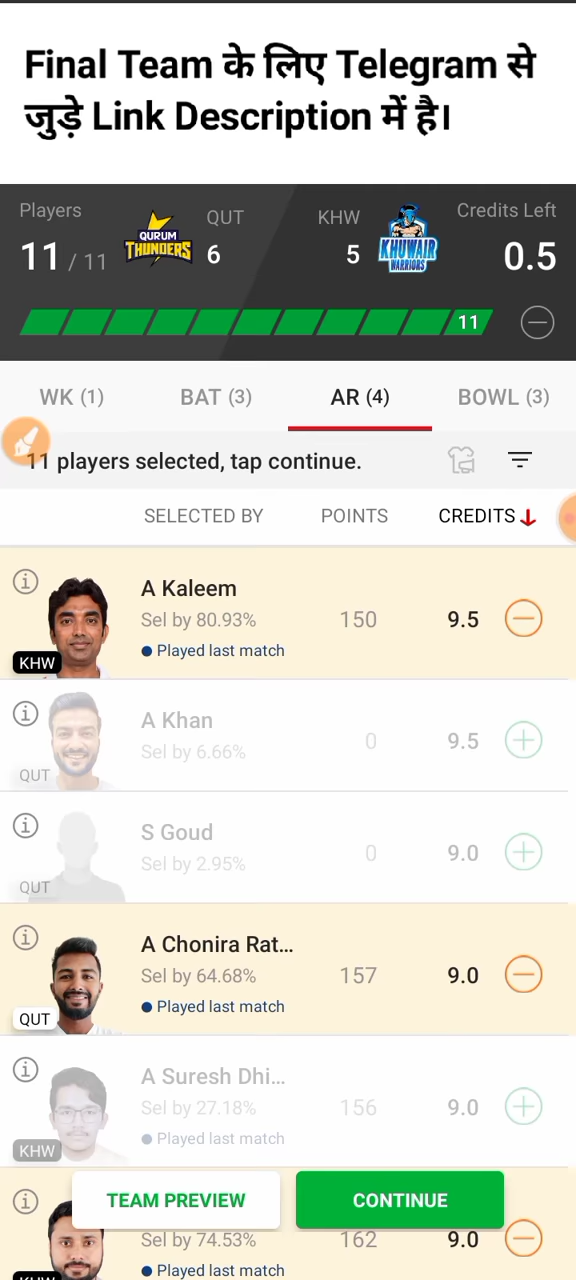 Final Team के लिए Telegram से
जुड़े Link Description में है।
Players QUT KHW Credits Left
QURUM
THUNDERS
KHUWAIR
WARRIORS
11 / 11 6 5 0.5
11
WK (1) BAT (3) AR (4) BOWL (3)
11 players selected, tap continue.
SELECTED BY POINTS CREDITS
A Kaleem
Sel by 80.93% 150 9.5
Played last match
KHW
A Khan
Sel by 6.66% 0 9.5
QUT
S Goud
Sel by 2.95% 0 9.0
QUT
A Chonira Rat...
Sel by 64.68% 157 9.0
Played last match
QUT
A Suresh Dhi...
Sel by 27.18% 156 9.0
Played last match
KHW
TEAM PREVIEW CONTINUE
Sel by 74.53% 162 9.0
Played last match